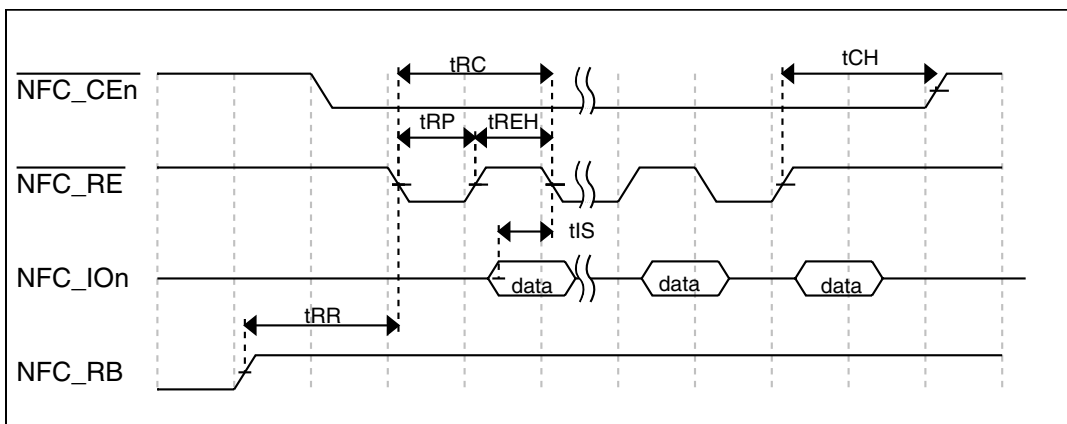 tRC
tCH
NFC_CEn
tRP
tREH
NFC_RE
tIS
NFC_IOn
data
data
data
tRR
NFC_RB